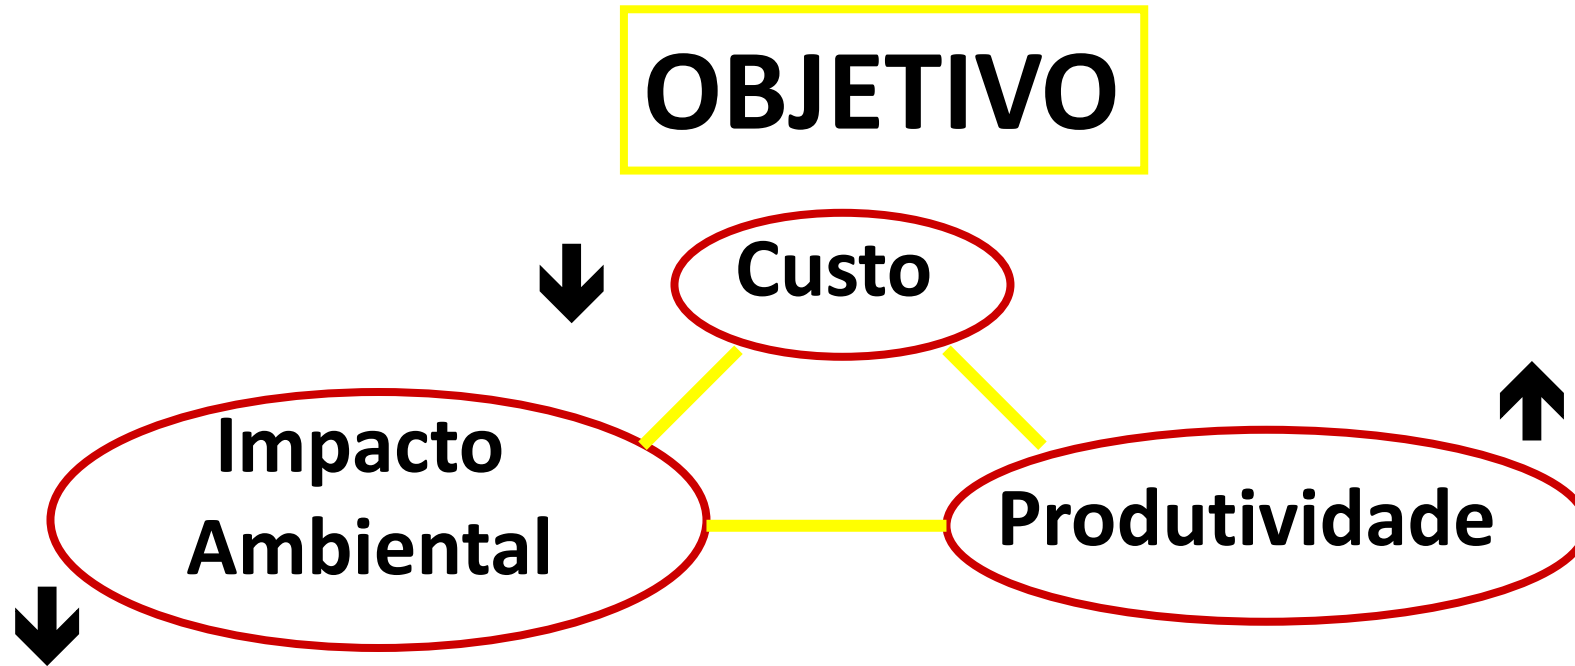 OBJETIVO
Custo
Impacto
Ambiental
Produtividade